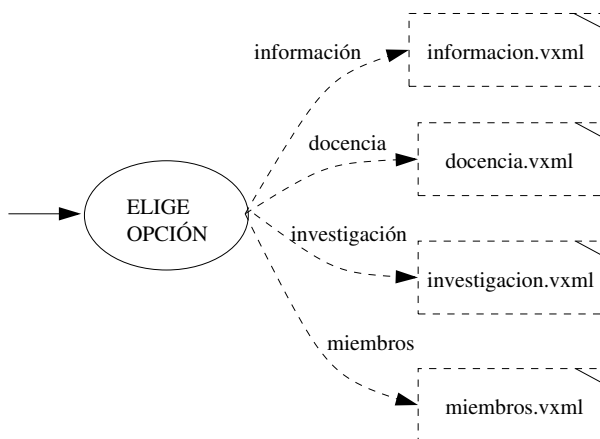 información
informacion.vxml
docencia
docencia.vxml
ELIGE
OPCIÓN
investigación
investigacion.vxml
miembros
miembros.vxml